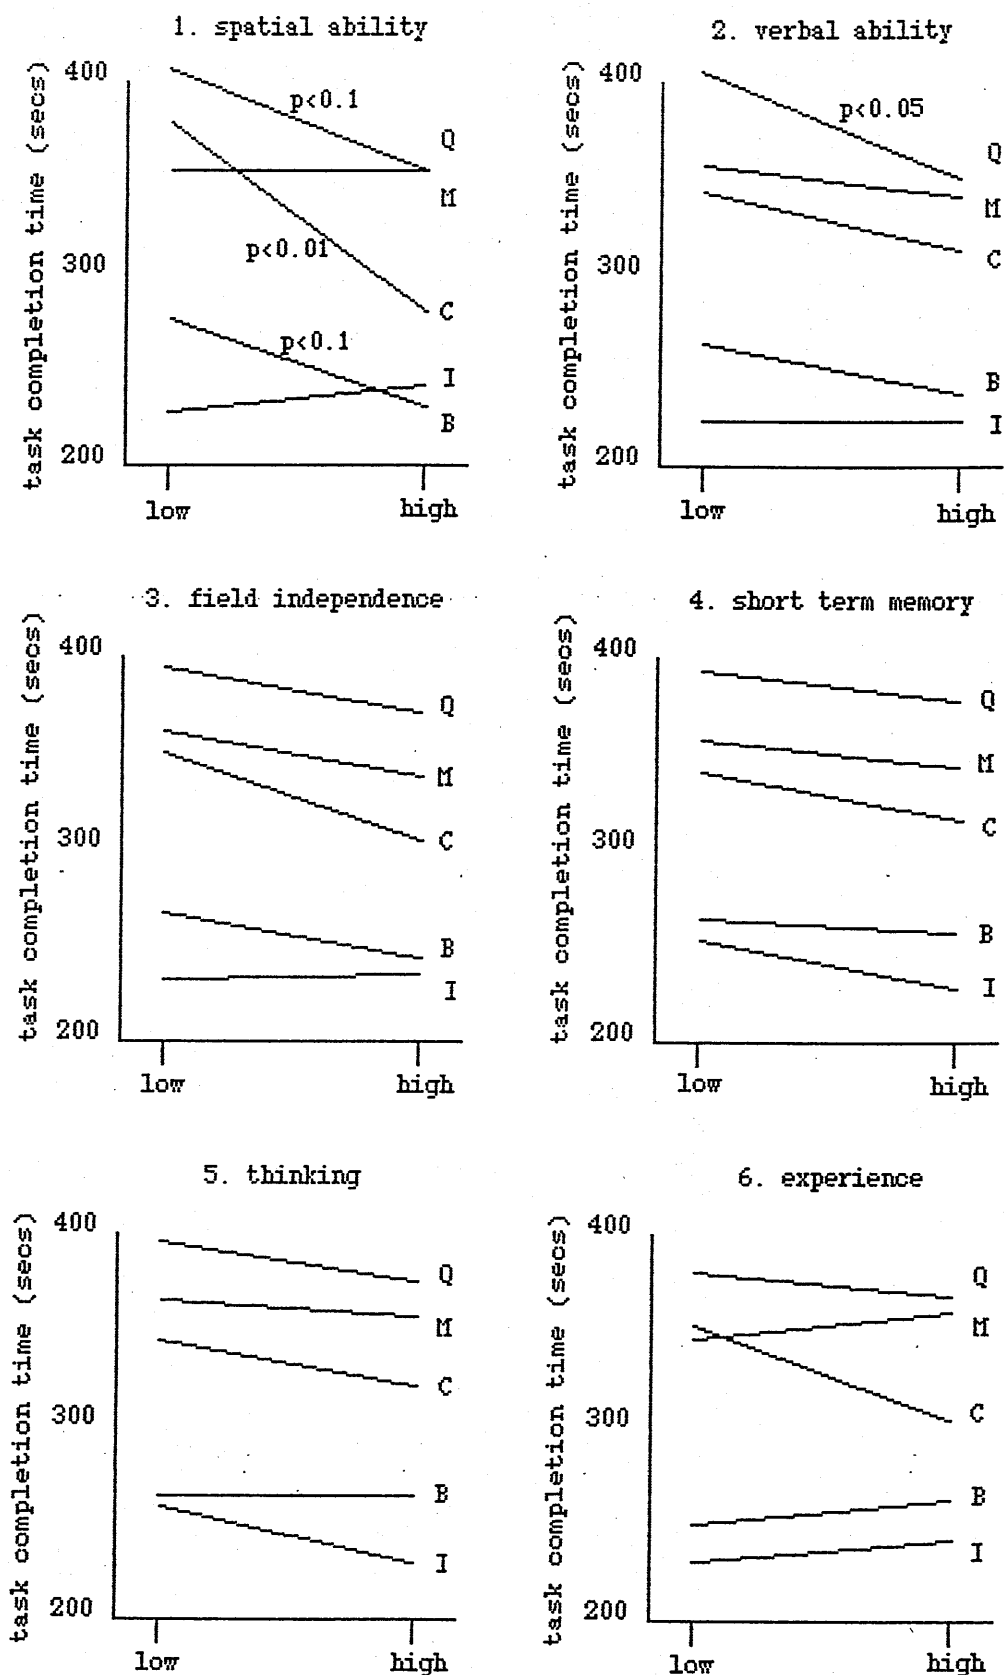 1. spatial ability
task completion time (secs)
400
300
200
p<0.1
p<0.01
p<0.1
Q
M
C
I
B
low
high
2. verbal ability
task completion time (secs)
400
300
200
p<0.05
Q
M
C
B
I
low
high
3. field independence
task completion time (secs)
400
300
200
Q
M
C
B
I
low
high
4. short term memory
task completion time (secs)
400
300
200
Q
M
C
B
I
low
high
5. thinking
task completion time (secs)
400
300
200
Q
M
C
B
I
low
high
6. experience
task completion time (secs)
400
300
200
Q
M
C
B
I
low
high